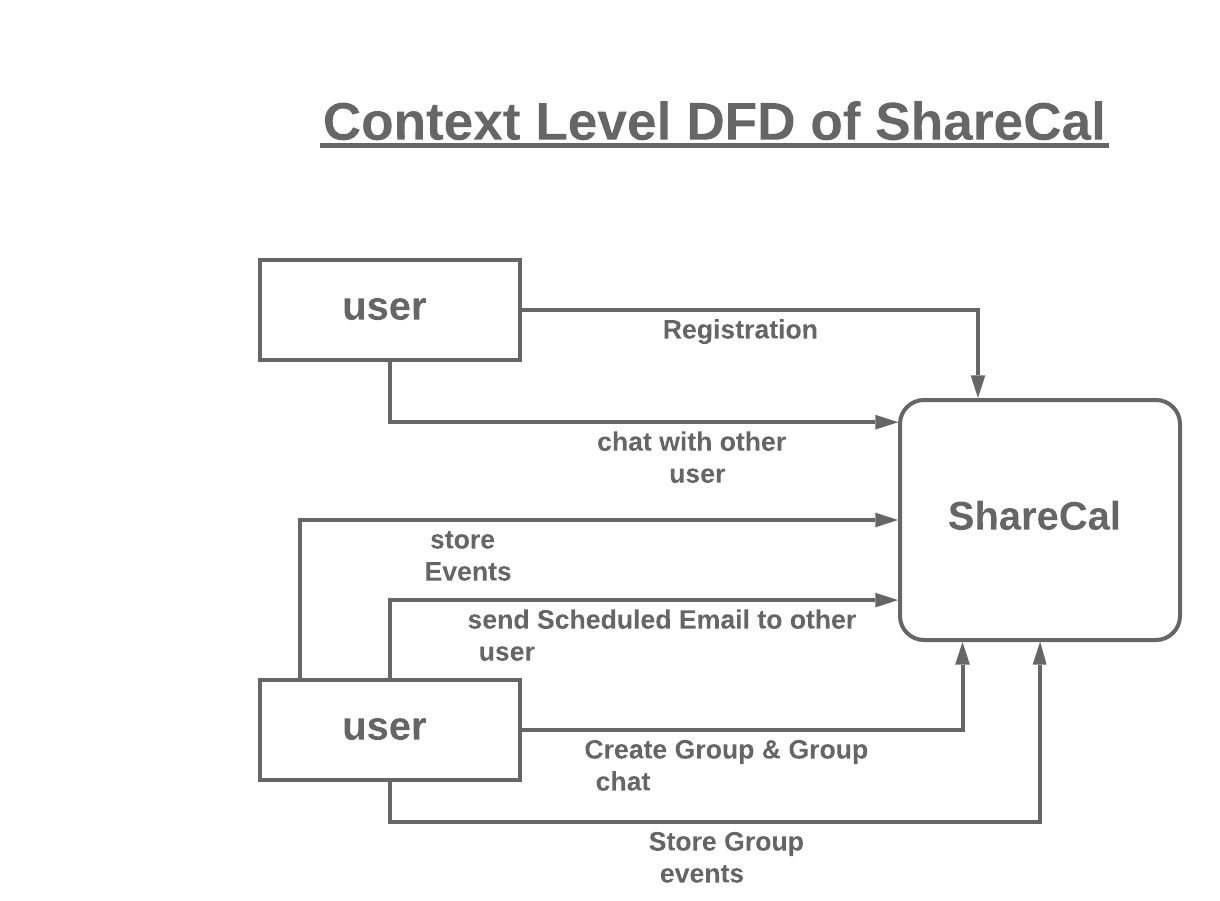 Context Level DFD of ShareCal
user
Registration
chat with other
user
ShareCal
store
Events
send Scheduled Email to other
user
user
Create Group & Group
chat
Store Group
events